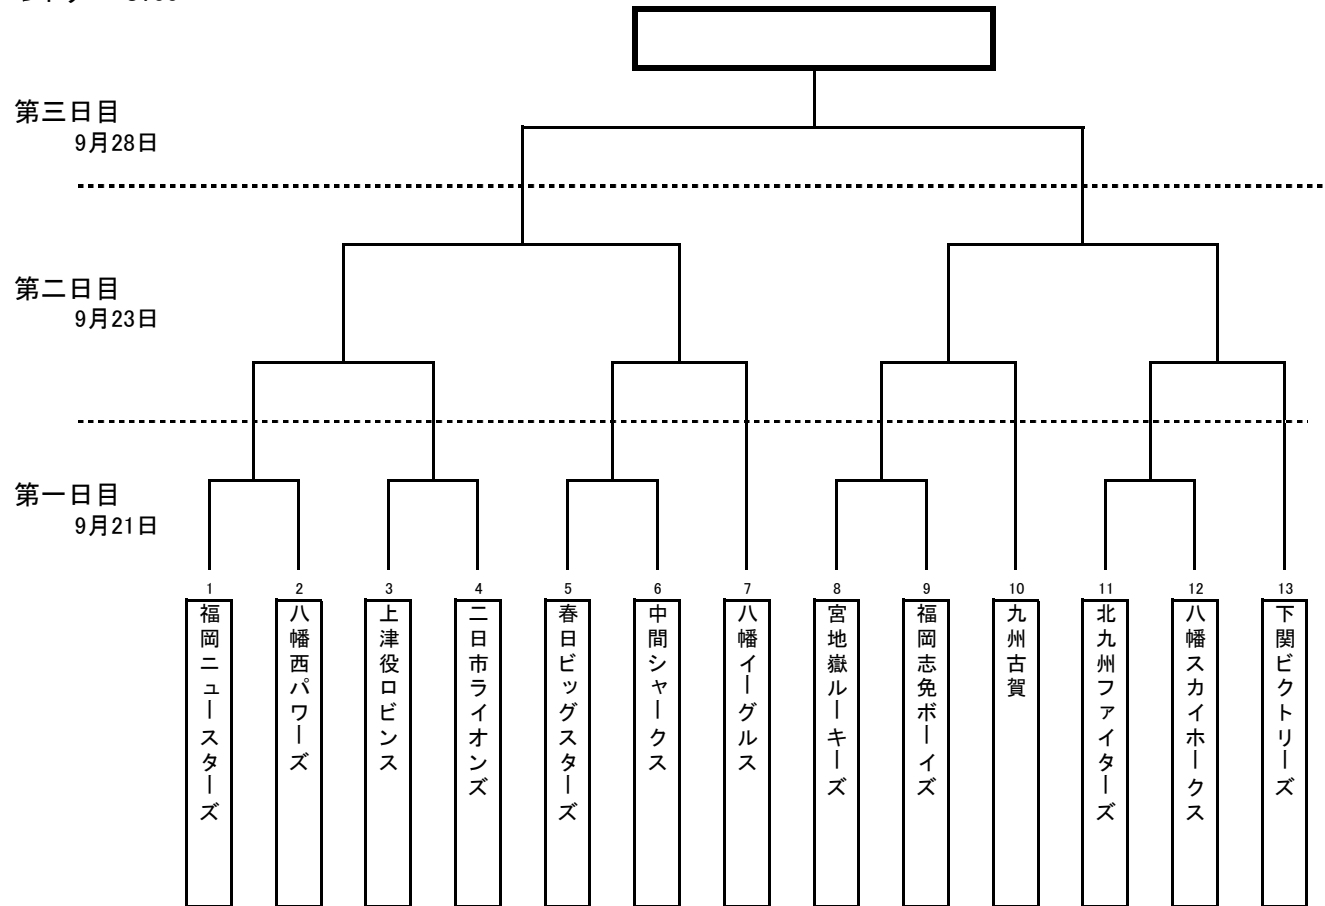 第三日目
9月28日
第二日目
9月23日
第一日目
9月21日
1
福岡ニュースターズ
2
八幡西パワーズ
3
上津役ロビンス
4
二日市ライオンズ
5
春日ビッグスターズ
6
中間シャークス
7
八幡イーグルス
8
宮地嶽ルーキーズ
9
福岡志免ボーイズ
10
九州古賀
11
北九州ファイターズ
12
八幡スカイホークス
13
下関ビクトリーズ